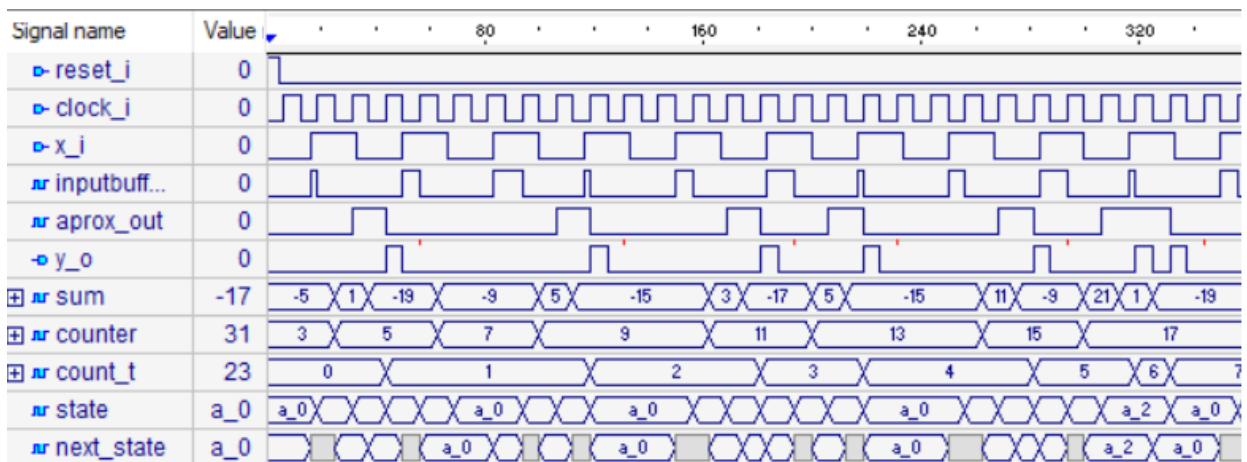 Signal name Value 80 160 240 320
reset_i 0
clock_i 0
x_i 0
inputbuff... 0
aprox_out 0
y_o 0
sum -17 -5 1 -19 -9 5 -15 3 -17 5 -15 11 -9 21 1 -19
counter 31 3 5 7 9 11 13 15 17
count_t 23 0 1 2 3 4 5 6 7
state a_0 a_0 a_0 a_0 a_0 a_2 a_0
next_state a_0 a_0 a_0 a_0 a_2 a_0